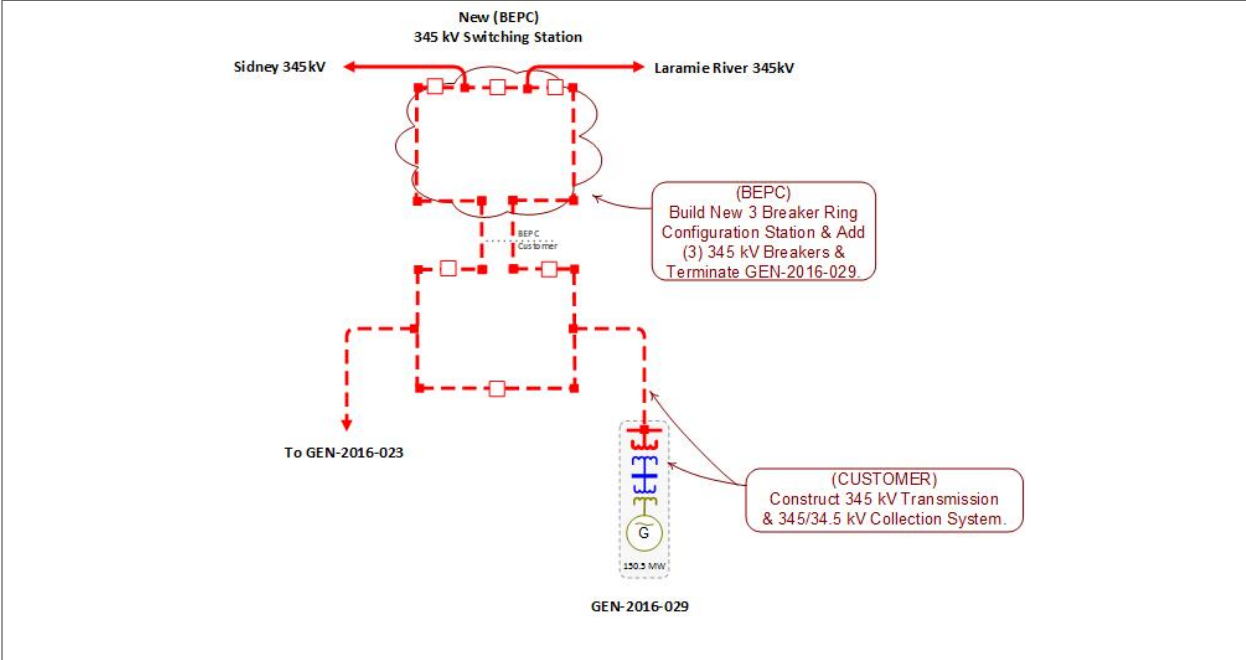 New (BEPC)
345 kV Switching Station
Sidney 345kV
Laramie River 345kV
(BEPC)
Build New 3 Breaker Ring
Configuration Station & Add
(3) 345 kV Breakers &
Terminate GEN-2016-029.
BEPC
Customer
To GEN-2016-023
(CUSTOMER)
Construct 345 kV Transmission
& 345/34.5 kV Collection System.
G
150.5 MW
GEN-2016-029